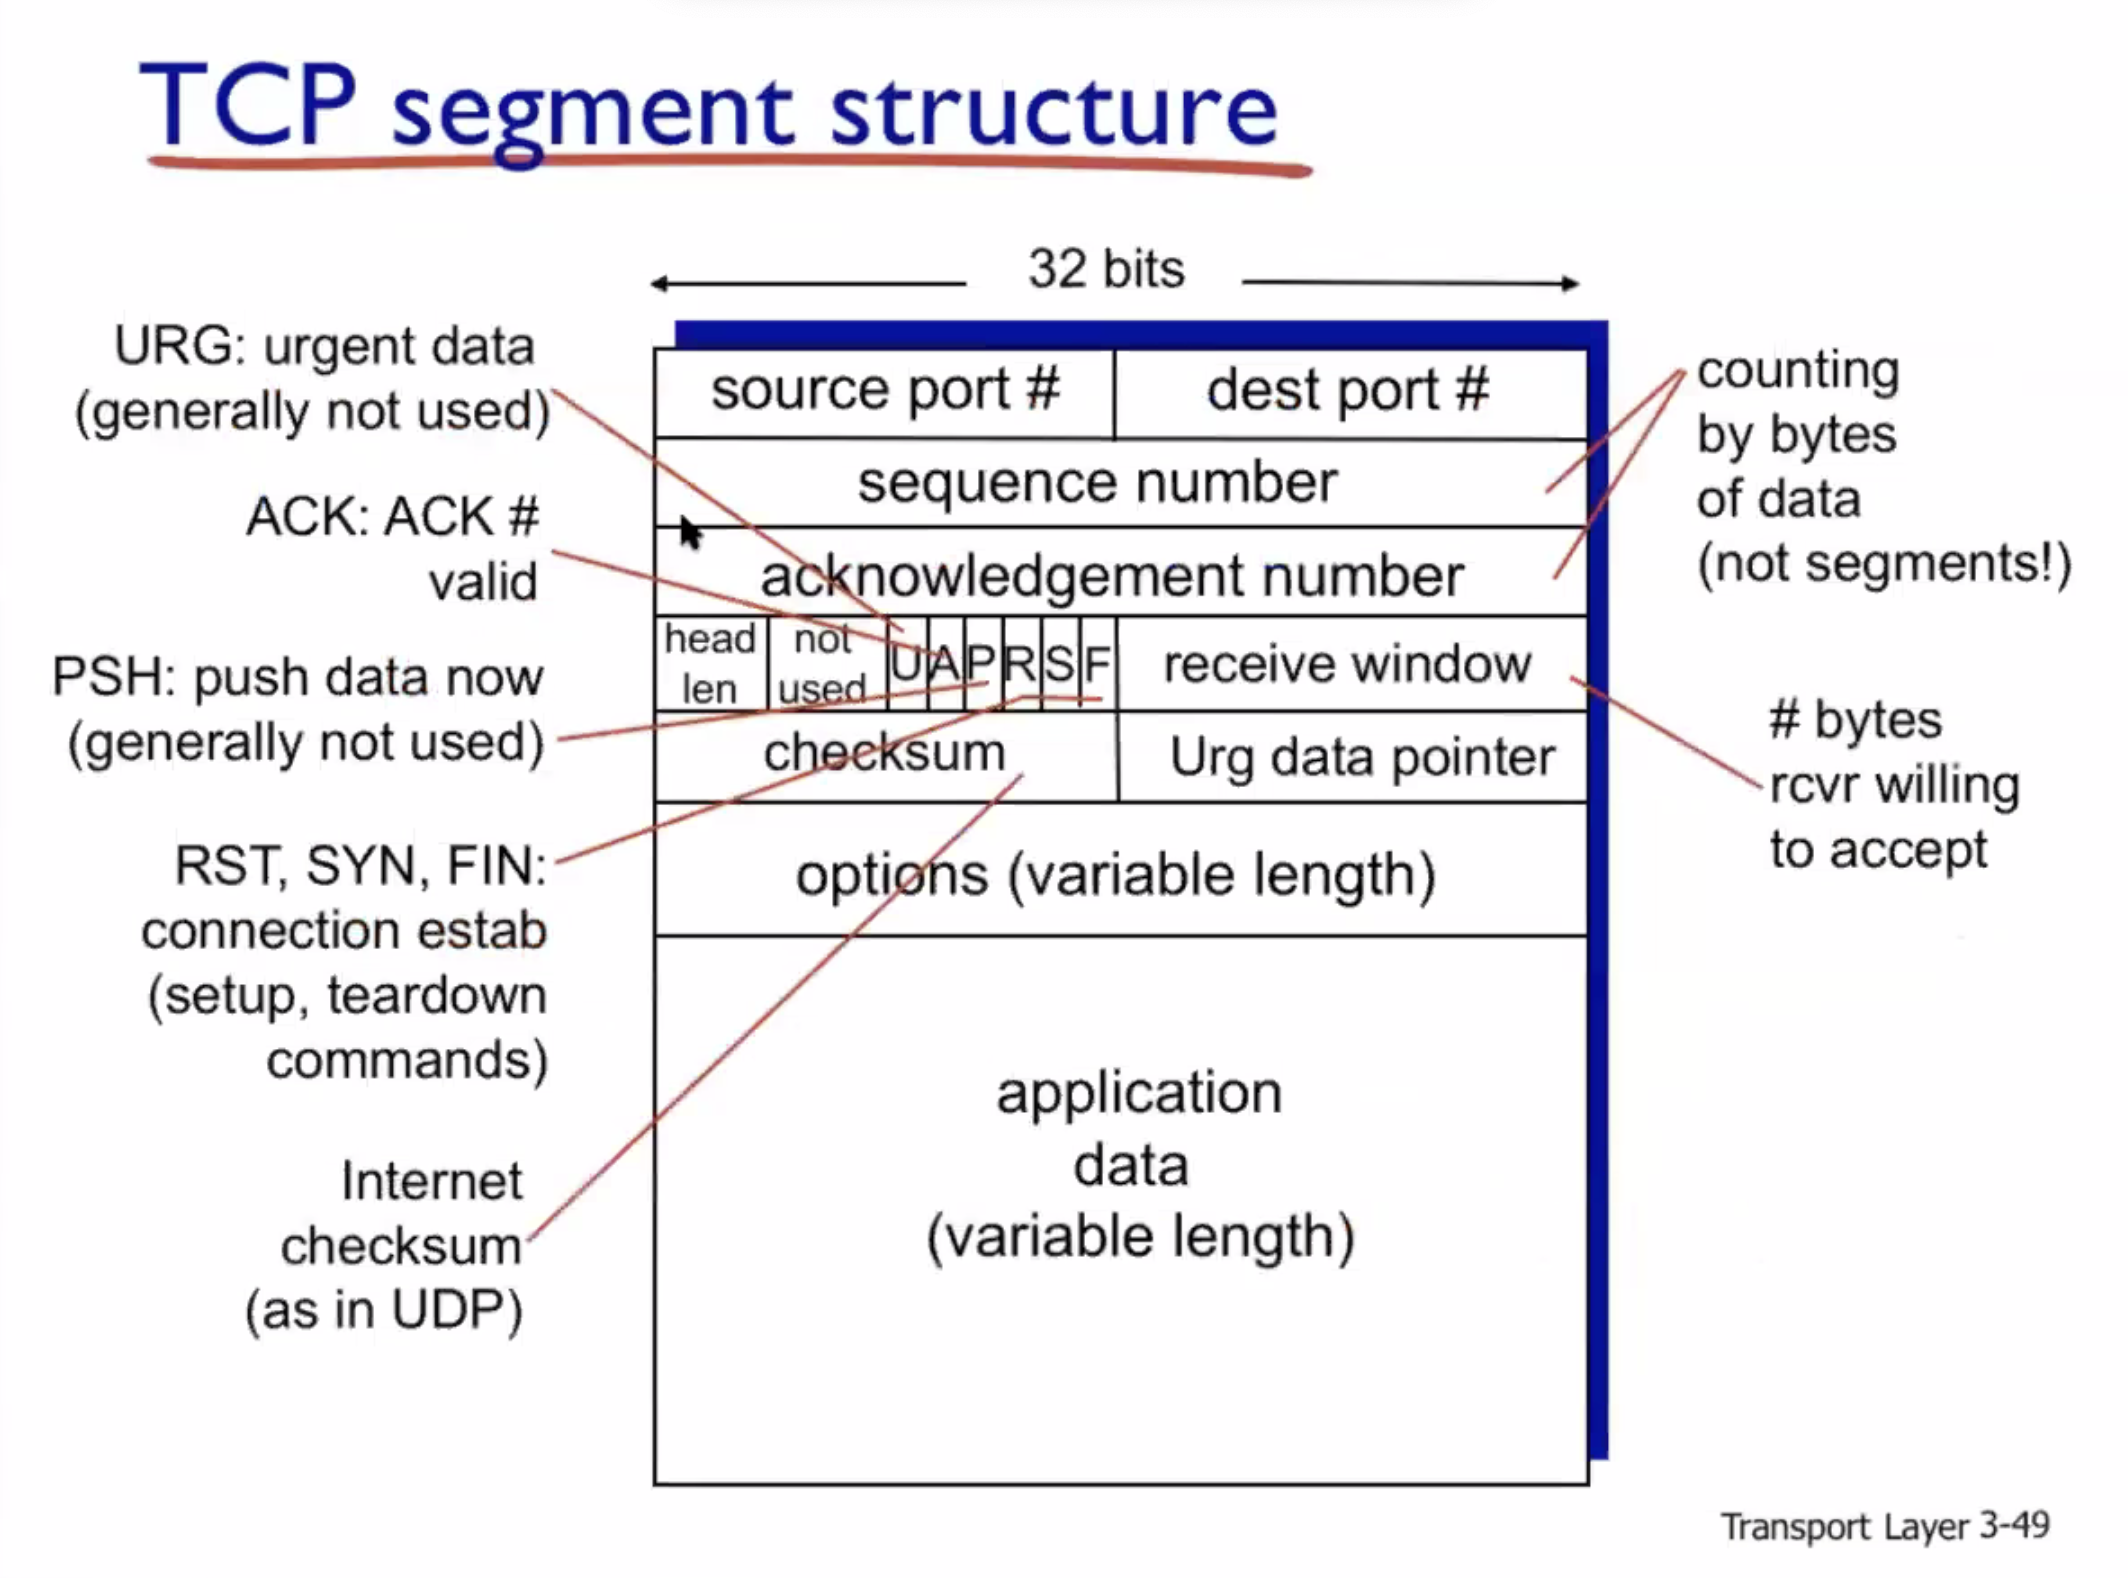 TCP segment structure
32 bits
URG: urgent data
(generally not used)
ACK: ACK #
valid
PSH: push data now
(generally not used)
RST, SYN, FIN:
connection estab
(setup, teardown
commands)
Internet
checksum
(as in UDP)
source port #
dest port #
sequence number
acknowledgement number
head
len
not
used
U A P R S F
receive window
checksum
Urg data pointer
options (variable length)
application
data
(variable length)
counting
by bytes
of data
(not segments!)
# bytes
rcvr willing
to accept
Transport Layer 3-49